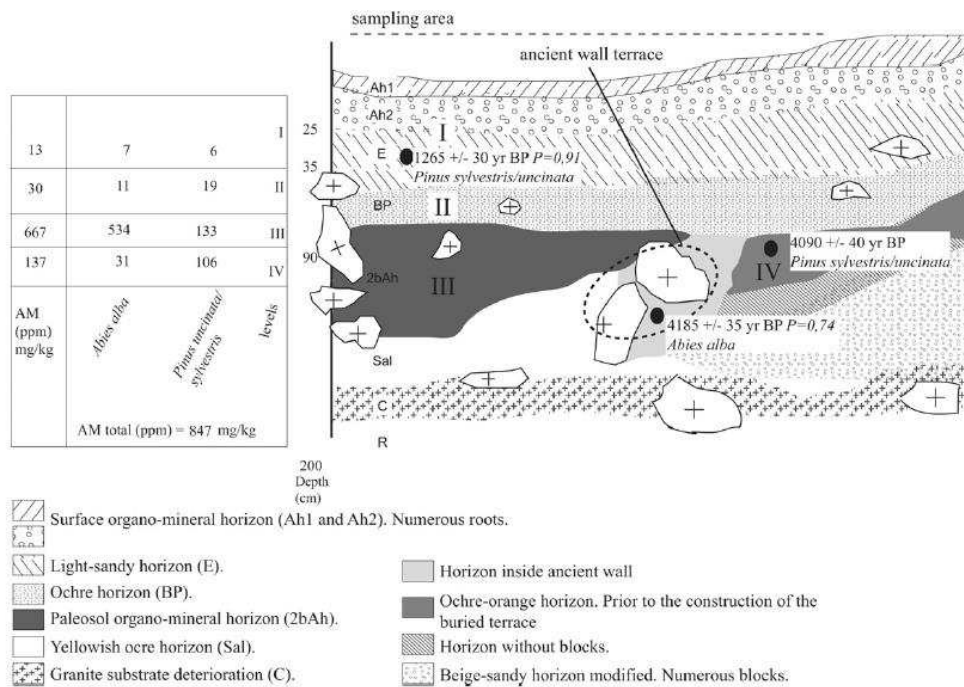 sampling area
ancient wall terrace
Ah1
Ah2
I
E
1265 +/- 30 yr BP P=0,91
Pinus sylvestris/uncinata
BP
II
4090 +/- 40 yr BP
Pinus sylvestris/uncinata
IV
2bAh
III
4185 +/- 35 yr BP P=0,74
Abies alba
Sal
C
R
25
35
90
200
Depth
(cm)
13 7 6 I
30 11 19 II
667 534 133 III
137 31 106 IV
AM
(ppm)
mg/kg
Abies alba
Pinus uncinata/
sylvestris
levels
AM total (ppm) = 847 mg/kg
Surface organo-mineral horizon (Ah1 and Ah2). Numerous roots.
Light-sandy horizon (E).
Ochre horizon (BP).
Paleosol organo-mineral horizon (2bAh).
Yellowish ocre horizon (Sal).
Granite substrate deterioration (C).
Horizon inside ancient wall
Ochre-orange horizon. Prior to the construction of the
buried terrace
Horizon without blocks.
Beige-sandy horizon modified. Numerous blocks.